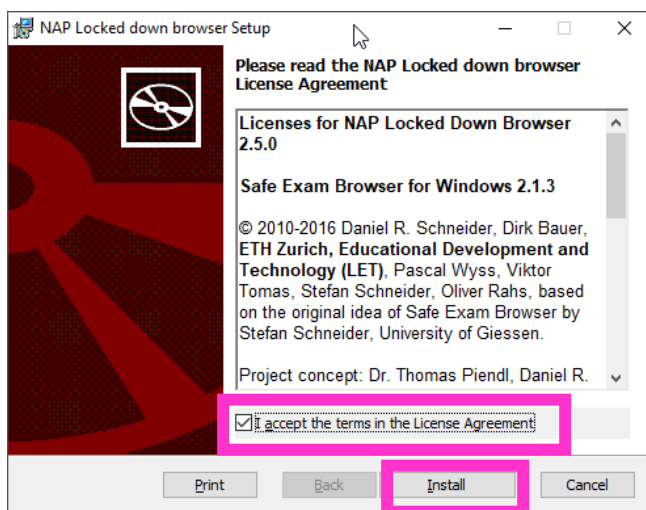 NAP Locked down browser Setup
Please read the NAP Locked down browser
License Agreement
Licenses for NAP Locked Down Browser
2.5.0
Safe Exam Browser for Windows 2.1.3
© 2010-2016 Daniel R. Schneider, Dirk Bauer,
ETH Zurich, Educational Development and
Technology (LET), Pascal Wyss, Viktor
Tomas, Stefan Schneider, Oliver Rahs, based
on the original idea of Safe Exam Browser by
Stefan Schneider, University of Giessen.
Project concept: Dr. Thomas Piendl, Daniel R.
I accept the terms in the License Agreement
Print Back Install Cancel